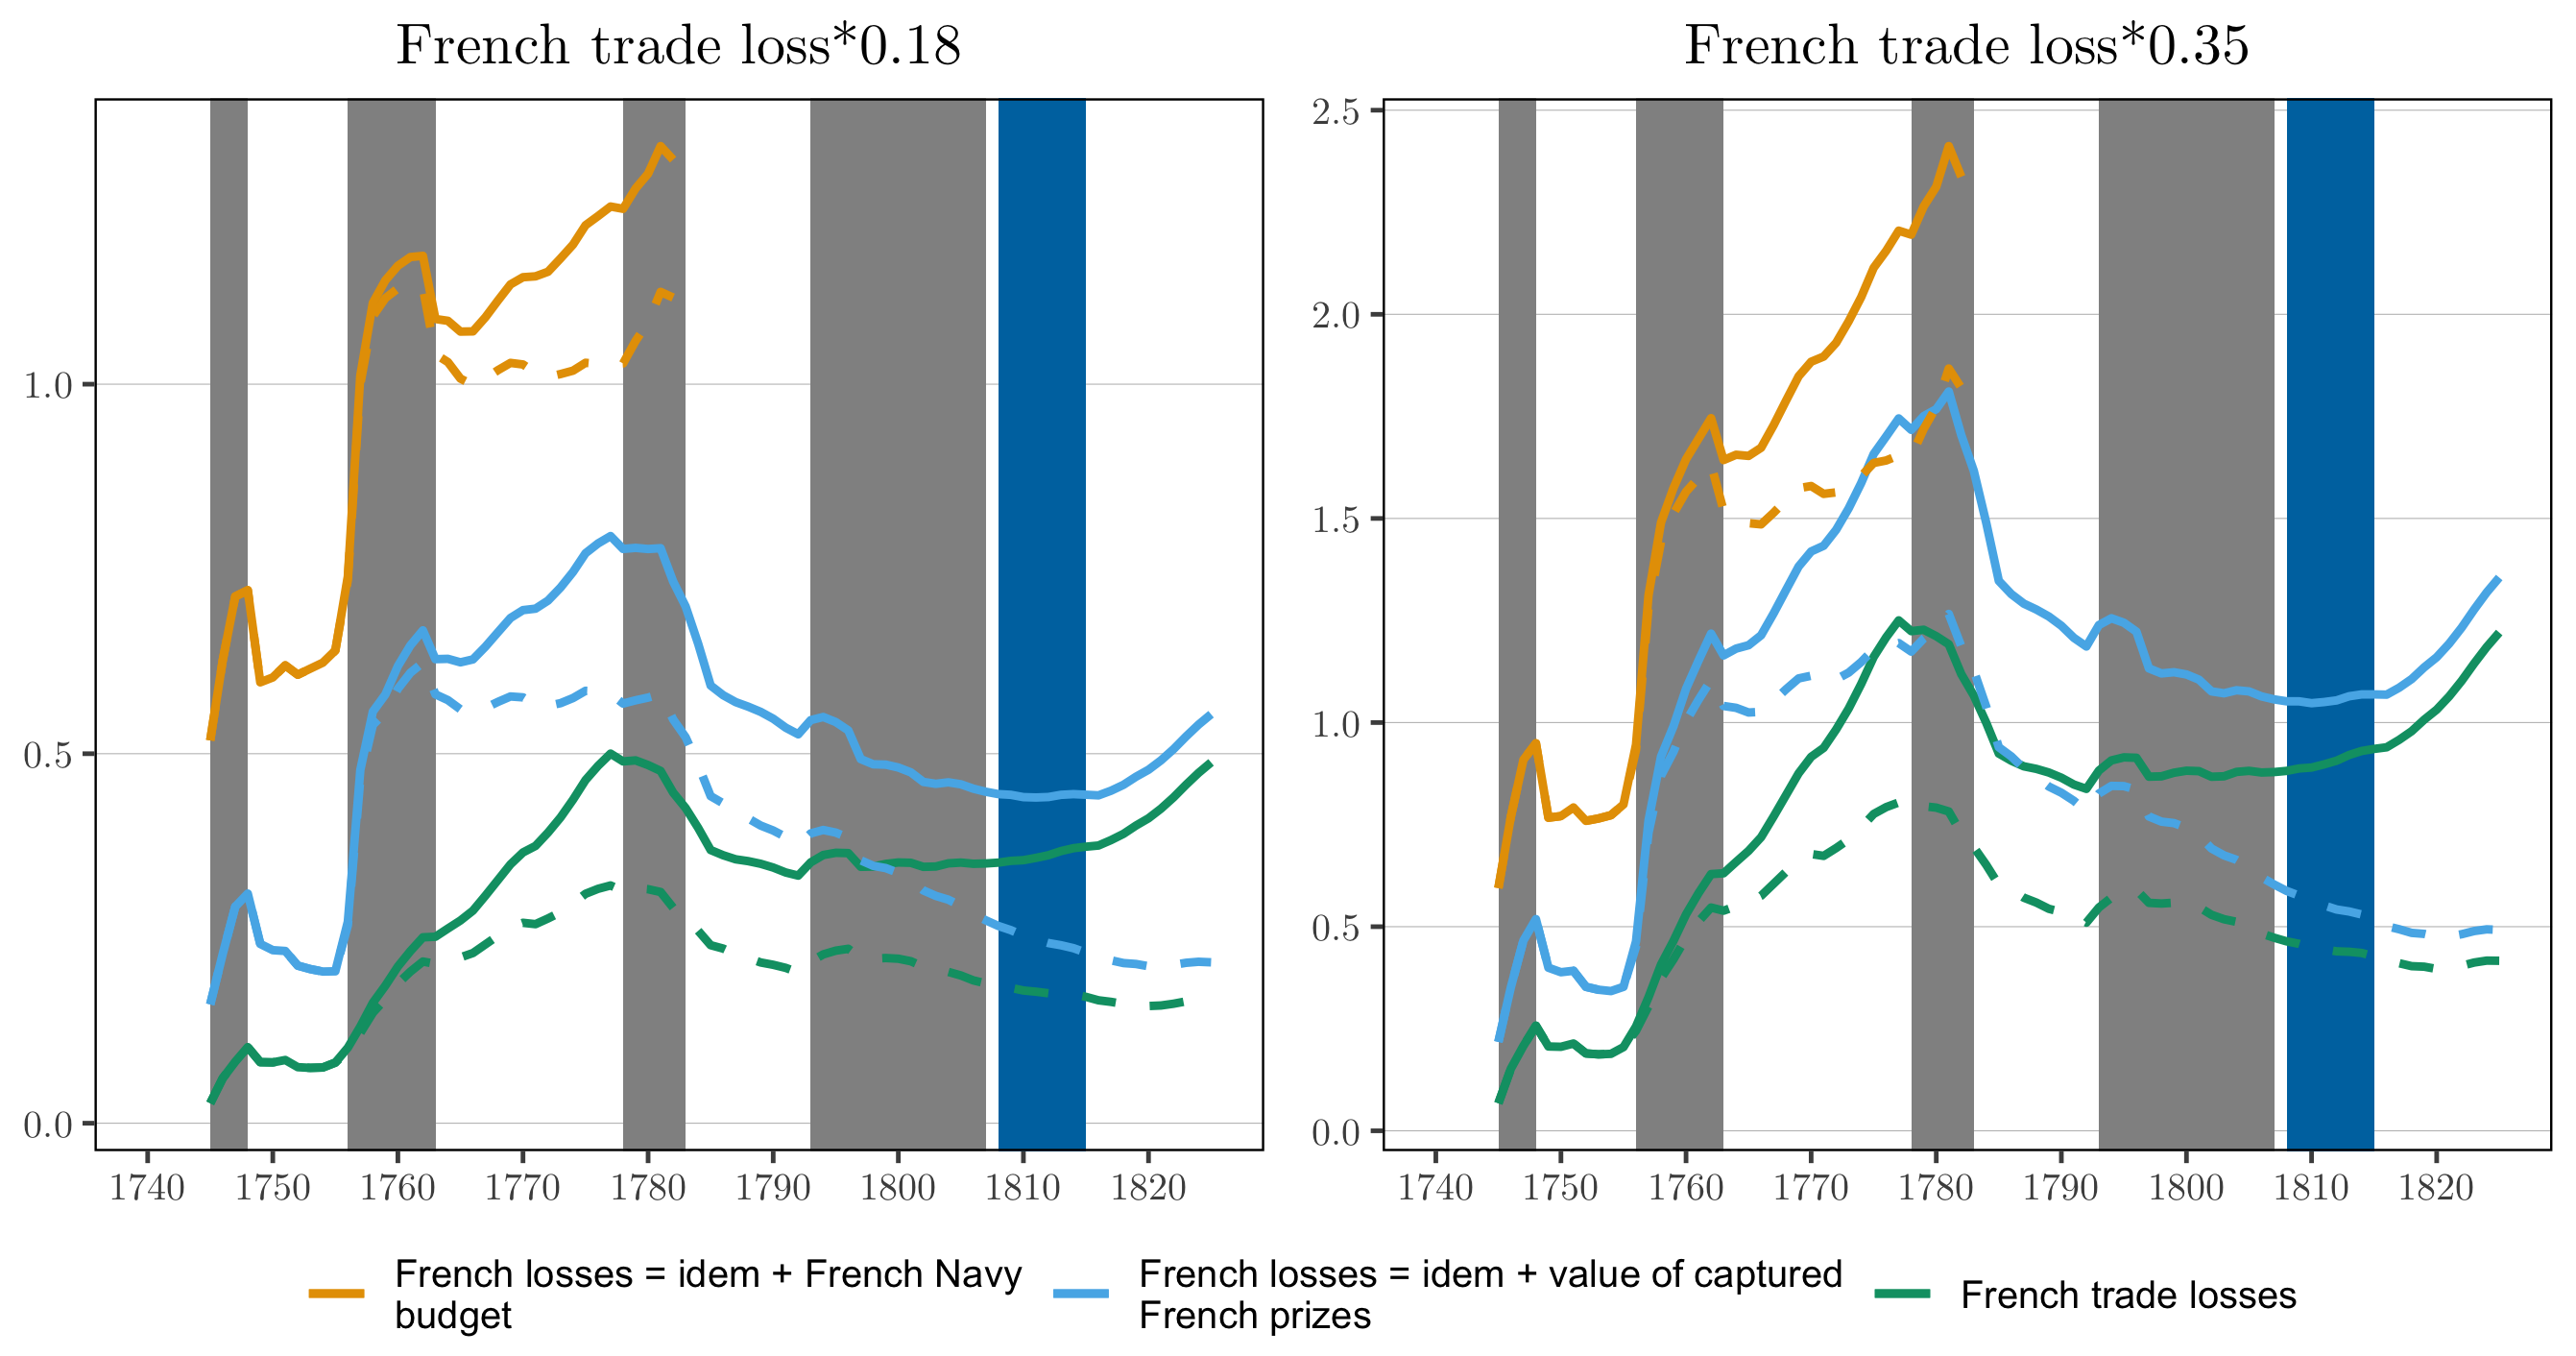 French trade loss*0.18
French trade loss*0.35
1.0
0.5
0.0
2.5
2.0
1.5
1.0
0.5
0.0
1740 1750 1760 1770 1780 1790 1800 1810 1820
1740 1750 1760 1770 1780 1790 1800 1810 1820
French losses = idem + French Navy
budget
French losses = idem + value of captured
French prizes
French trade losses